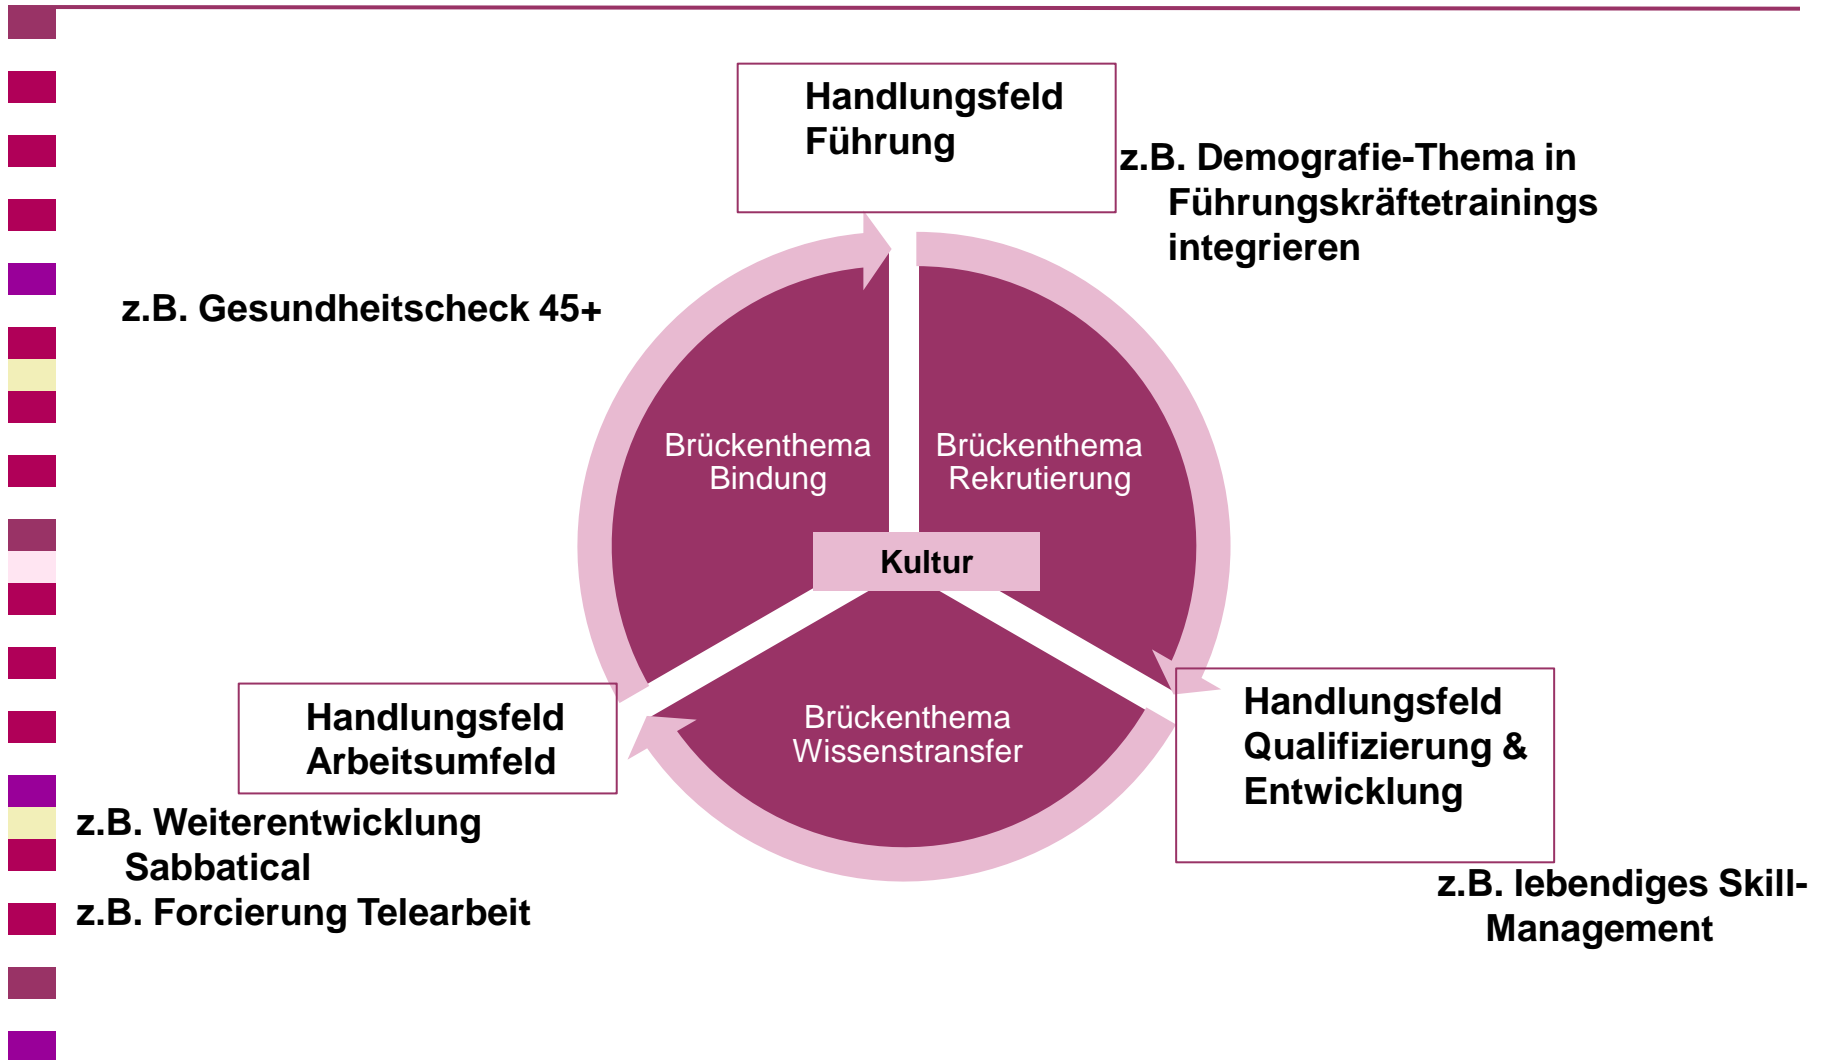 Handlungsfeld
Führung
z.B. Demografie-Thema in
Führungskräftetrainings
integrieren
z.B. Gesundheitscheck 45+
Brückenthema
Bindung
Brückenthema
Rekrutierung
Kultur
Handlungsfeld
Arbeitsumfeld
Brückenthema
Wissenstransfer
Handlungsfeld
Qualifizierung &
Entwicklung
z.B. Weiterentwicklung
Sabbatical
z.B. Forcierung Telearbeit
z.B. lebendiges Skill-
Management